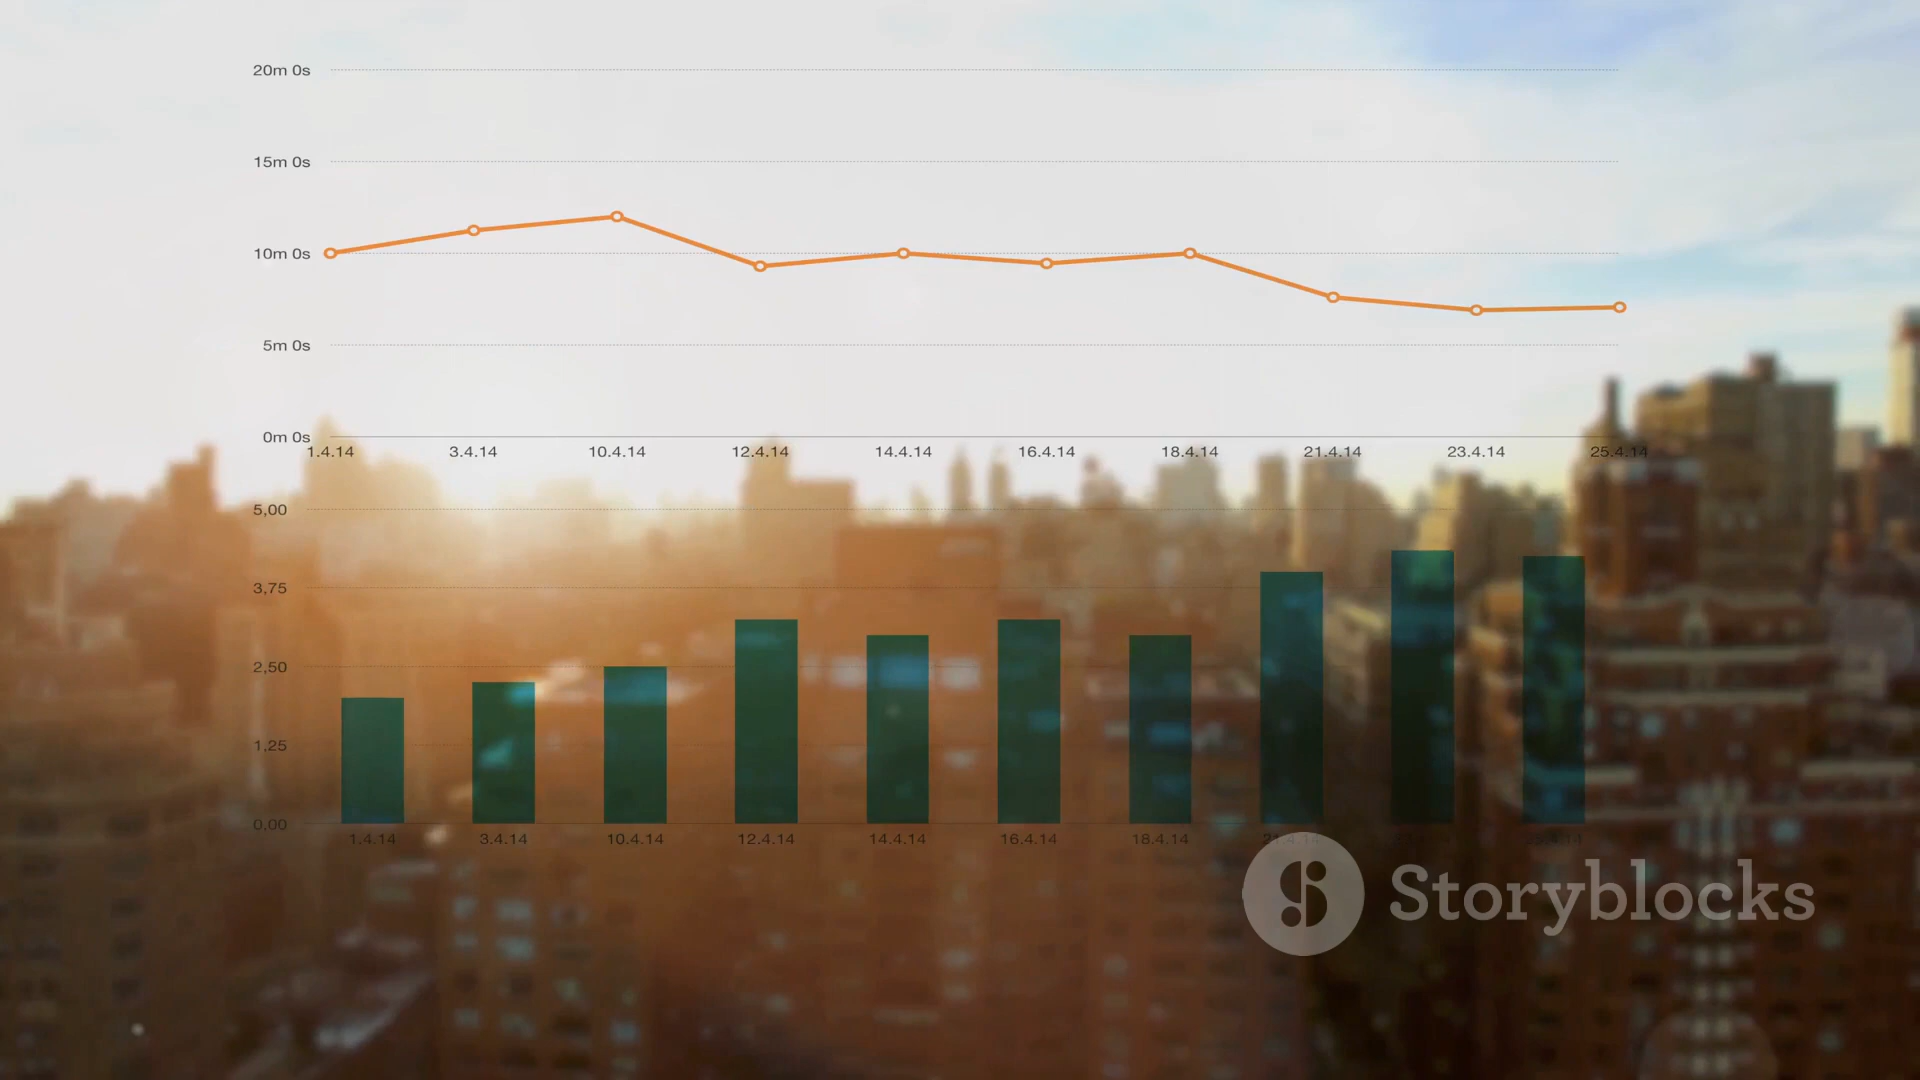 20m 0s
15m 0s
10m 0s
5m 0s
0m 0s
1.4.14 3.4.14 10.4.14 12.4.14 14.4.14 16.4.14 18.4.14 21.4.14 23.4.14 25.4.14
5,00
3,75
2,50
1,25
0,00
1.4.14 3.4.14 10.4.14 12.4.14 14.4.14 16.4.14 18.4.14 21.4.14
Storyblocks